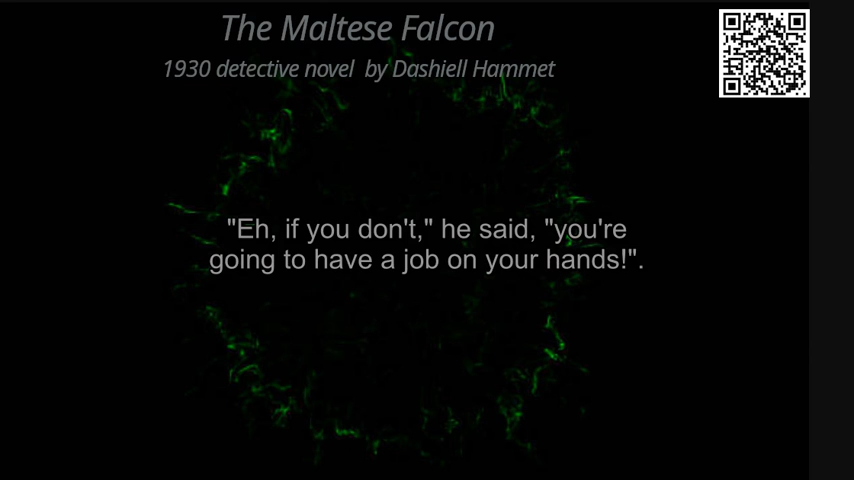 The Maltese Falcon
1930 detective novel by Dashiell Hammet
"Eh, if you don't," he said, "you're
going to have a job on your hands!".